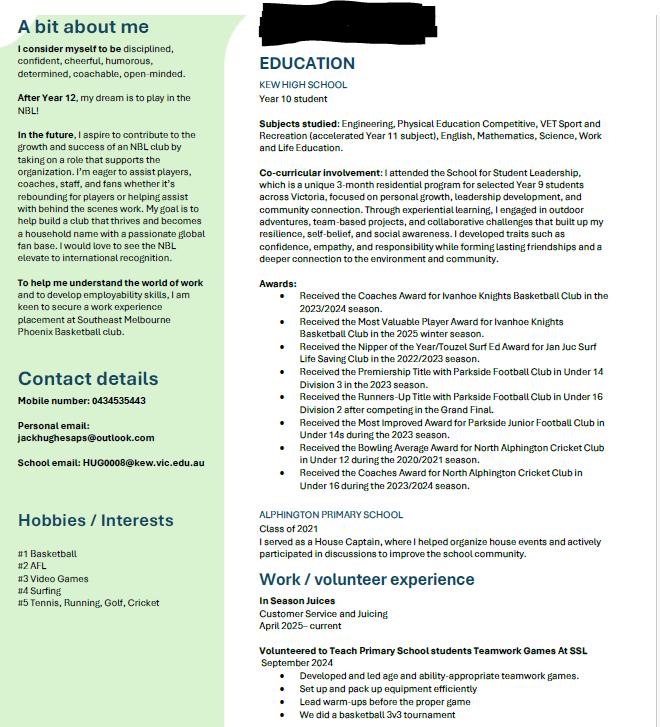 A bit about me
I consider myself to be disciplined,
confident, cheerful, humorous,
determined, coachable, open-minded.
After Year 12, my dream is to play in the
NBL!
In the future, I aspire to contribute to the
growth and success of an NBL club by
taking on a role that supports the
organization. I'm eager to assist players,
coaches, staff, and fans whether it's
rebounding for players or helping assist
with behind the scenes work. My goal is to
help build a club that thrives and becomes
a household name with a passionate global
fan base. I would love to see the NBL
elevate to international recognition.
To help me understand the world of work
and to develop employability skills, I am
keen to secure a work experience
placement at Southeast Melbourne
Phoenix Basketball club.
Contact details
Mobile number: 0434535443
Personal email:
jackhughesaps@outlook.com
School email: HUG0008@kew.vic.edu.au
Hobbies / Interests
#1 Basketball
#2 AFL
#3 Video Games
#4 Surfing
#5 Tennis, Running, Golf, Cricket
EDUCATION
KEW HIGH SCHOOL
Year 10 student
Subjects studied: Engineering, Physical Education Competitive, VET Sport and
Recreation (accelerated Year 11 subject), English, Mathematics, Science, Work
and Life Education.
Co-curricular involvement: I attended the School for Student Leadership,
which is a unique 3-month residential program for selected Year 9 students
across Victoria, focused on personal growth, leadership development, and
community connection. Through experiential learning, I engaged in outdoor
adventures, team-based projects, and collaborative challenges that built up my
resilience, self-belief, and social awareness. I developed traits such as
confidence, empathy, and responsibility while forming lasting friendships and a
deeper connection to the environment and community.
Awards:
• Received the Coaches Award for Ivanhoe Knights Basketball Club in the
2023/2024 season.
• Received the Most Valuable Player Award for Ivanhoe Knights
Basketball Club in the 2025 winter season.
• Received the Nipper of the Year/Touzel Surf Ed Award for Jan Juc Surf
Life Saving Club in the 2022/2023 season.
• Received the Premiership Title with Parkside Football Club in Under 14
Division 3 in the 2023 season.
• Received the Runners-Up Title with Parkside Football Club in Under 16
Division 2 after competing in the Grand Final.
• Received the Most Improved Award for Parkside Junior Football Club in
Under 14s during the 2023 season.
• Received the Bowling Average Award for North Alphington Cricket Club
in Under 12 during the 2020/2021 season.
• Received the Coaches Award for North Alphington Cricket Club in
Under 16 during the 2023/2024 season.
ALPHINGTON PRIMARY SCHOOL
Class of 2021
I served as a House Captain, where I helped organize house events and actively
participated in discussions to improve the school community.
Work / volunteer experience
In Season Juices
Customer Service and Juicing
April 2025– current
Volunteered to Teach Primary School students Teamwork Games At SSL
September 2024
• Developed and led age and ability-appropriate teamwork games.
• Set up and pack up equipment efficiently
• Lead warm-ups before the proper game
• We did a basketball 3v3 tournament